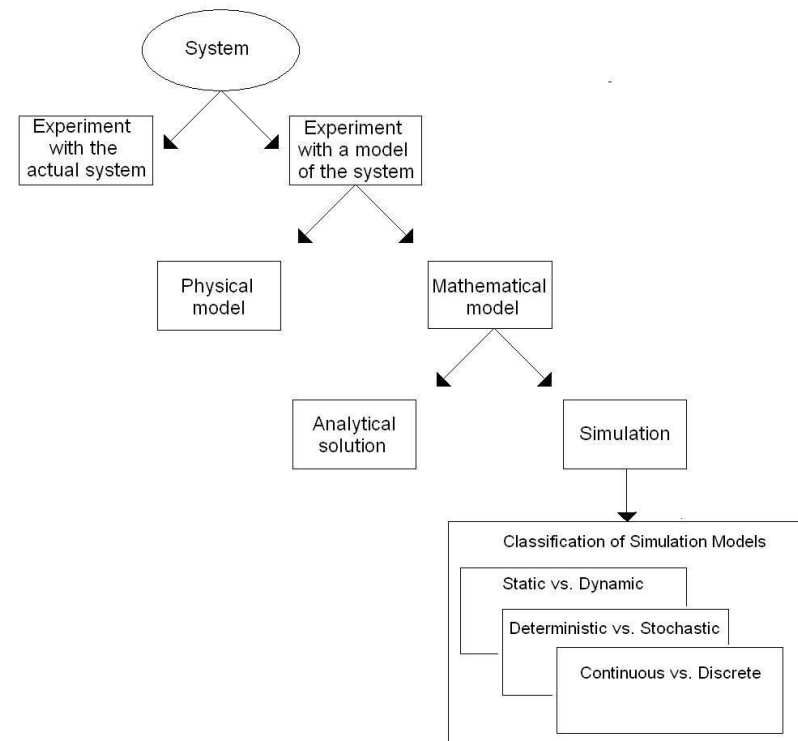 System
Experiment
with the
actual system
Experiment
with a model
of the system
Physical
model
Mathematical
model
Analytical
solution
Simulation
Classification of Simulation Models
Static vs. Dynamic
Deterministic vs. Stochastic
Continuous vs. Discrete